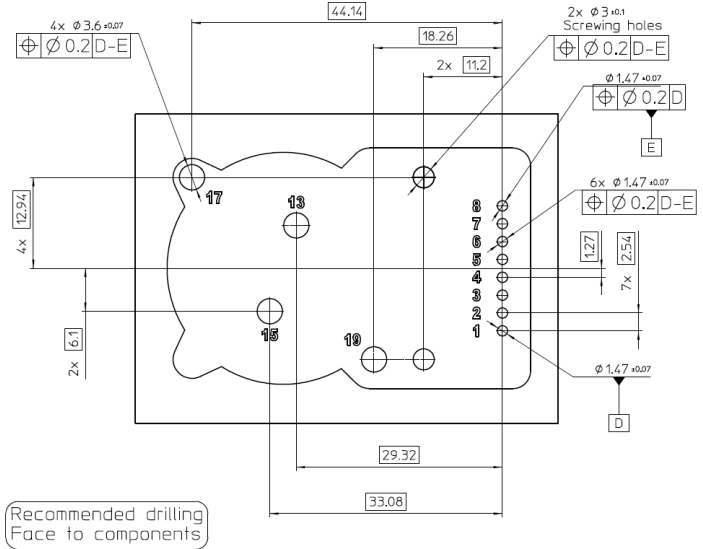 44.14
4x Ø3.6 ±0.07
⌖ Ø0.2 D-E
18.26
2x 11.2
2x Ø3 ±0.1
Screwing holes
⌖ Ø0.2 D-E
Ø1.47 ±0.07
⌖ Ø0.2 D
E
6x Ø1.47 ±0.07
⌖ Ø0.2 D-E
17
13
8
7
6
5
4
3
2
1
4x 12.94
1.27
7x 2.54
2x 6.1
15
19
Ø1.47 ±0.07
D
29.32
33.08
Recommended drilling
Face to components